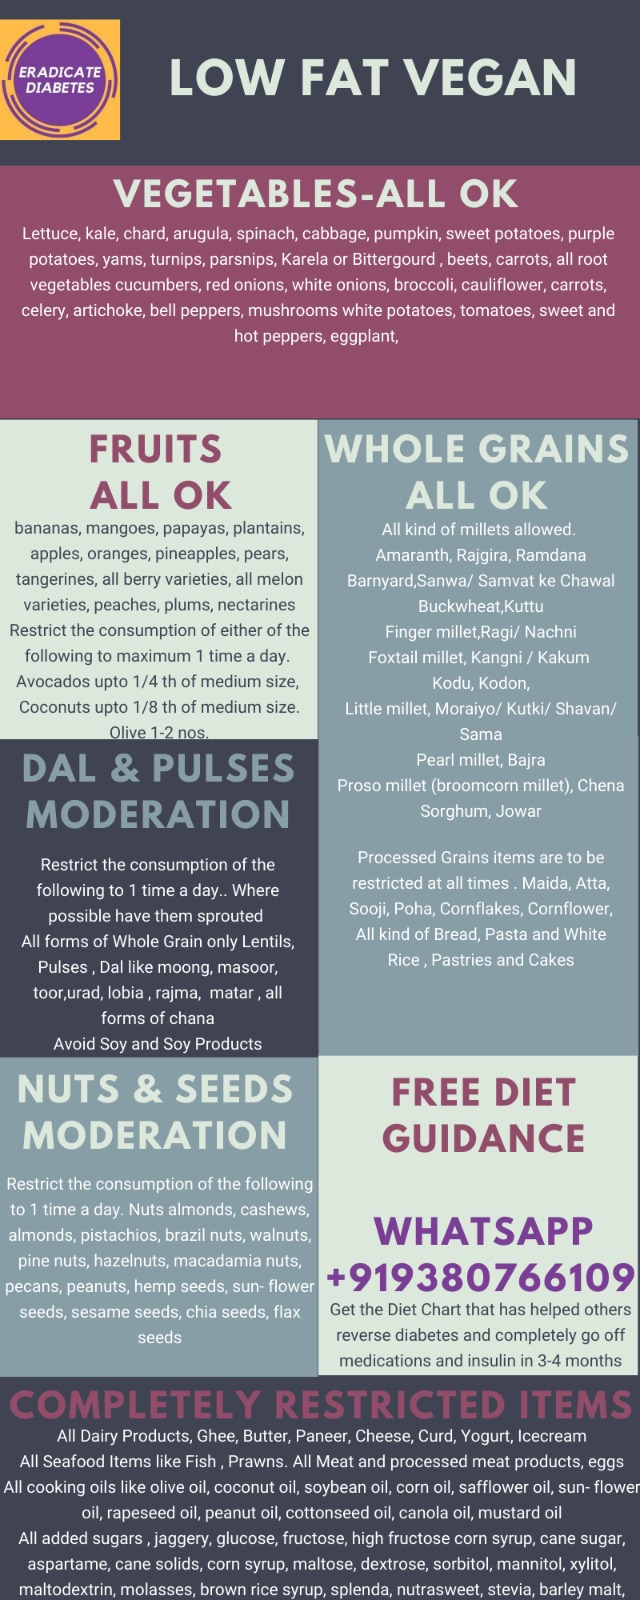 ERADICATE
DIABETES
LOW FAT VEGAN
VEGETABLES-ALL OK
Lettuce, kale, chard, arugula, spinach, cabbage, pumpkin, sweet potatoes, purple
potatoes, yams, turnips, parsnips, Karela or Bittergourd , beets, carrots, all root
vegetables cucumbers, red onions, white onions, broccoli, cauliflower, carrots,
celery, artichoke, bell peppers, mushrooms white potatoes, tomatoes, sweet and
hot peppers, eggplant,
FRUITS
ALL OK
bananas, mangoes, papayas, plantains,
apples, oranges, pineapples, pears,
tangerines, all berry varieties, all melon
varieties, peaches, plums, nectarines
Restrict the consumption of either of the
following to maximum 1 time a day.
Avocados upto 1/4 th of medium size,
Coconuts upto 1/8 th of medium size.
Olive 1-2 nos.
WHOLE GRAINS
ALL OK
All kind of millets allowed.
Amaranth, Rajgira, Ramdana
Barnyard,Sanwa/ Samvat ke Chawal
Buckwheat,Kuttu
Finger millet,Ragi/ Nachni
Foxtail millet, Kangni / Kakum
Kodu, Kodon,
Little millet, Moraiyo/ Kutki/ Shavan/
Sama
Pearl millet, Bajra
Proso millet (broomcorn millet), Chena
Sorghum, Jowar
Processed Grains items are to be
restricted at all times . Maida, Atta,
Sooji, Poha, Cornflakes, Cornflower,
All kind of Bread, Pasta and White
Rice , Pastries and Cakes
DAL & PULSES
MODERATION
Restrict the consumption of the
following to 1 time a day.. Where
possible have them sprouted
All forms of Whole Grain only Lentils,
Pulses , Dal like moong, masoor,
toor,urad, lobia , rajma,  matar , all
forms of chana
Avoid Soy and Soy Products
NUTS & SEEDS
MODERATION
Restrict the consumption of the following
to 1 time a day. Nuts almonds, cashews,
almonds, pistachios, brazil nuts, walnuts,
pine nuts, hazelnuts, macadamia nuts,
pecans, peanuts, hemp seeds, sun- flower
seeds, sesame seeds, chia seeds, flax
seeds
FREE DIET
GUIDANCE
WHATSAPP
+919380766109
Get the Diet Chart that has helped others
reverse diabetes and completely go off
medications and insulin in 3-4 months
COMPLETELY RESTRICTED ITEMS
All Dairy Products, Ghee, Butter, Paneer, Cheese, Curd, Yogurt, Icecream
All Seafood Items like Fish , Prawns. All Meat and processed meat products, eggs
All cooking oils like olive oil, coconut oil, soybean oil, corn oil, safflower oil, sun- flower
oil, rapeseed oil, peanut oil, cottonseed oil, canola oil, mustard oil
All added sugars , jaggery, glucose, fructose, high fructose corn syrup, cane sugar,
aspartame, cane solids, corn syrup, maltose, dextrose, sorbitol, mannitol, xylitol,
maltodextrin, molasses, brown rice syrup, splenda, nutrasweet, stevia, barley malt,